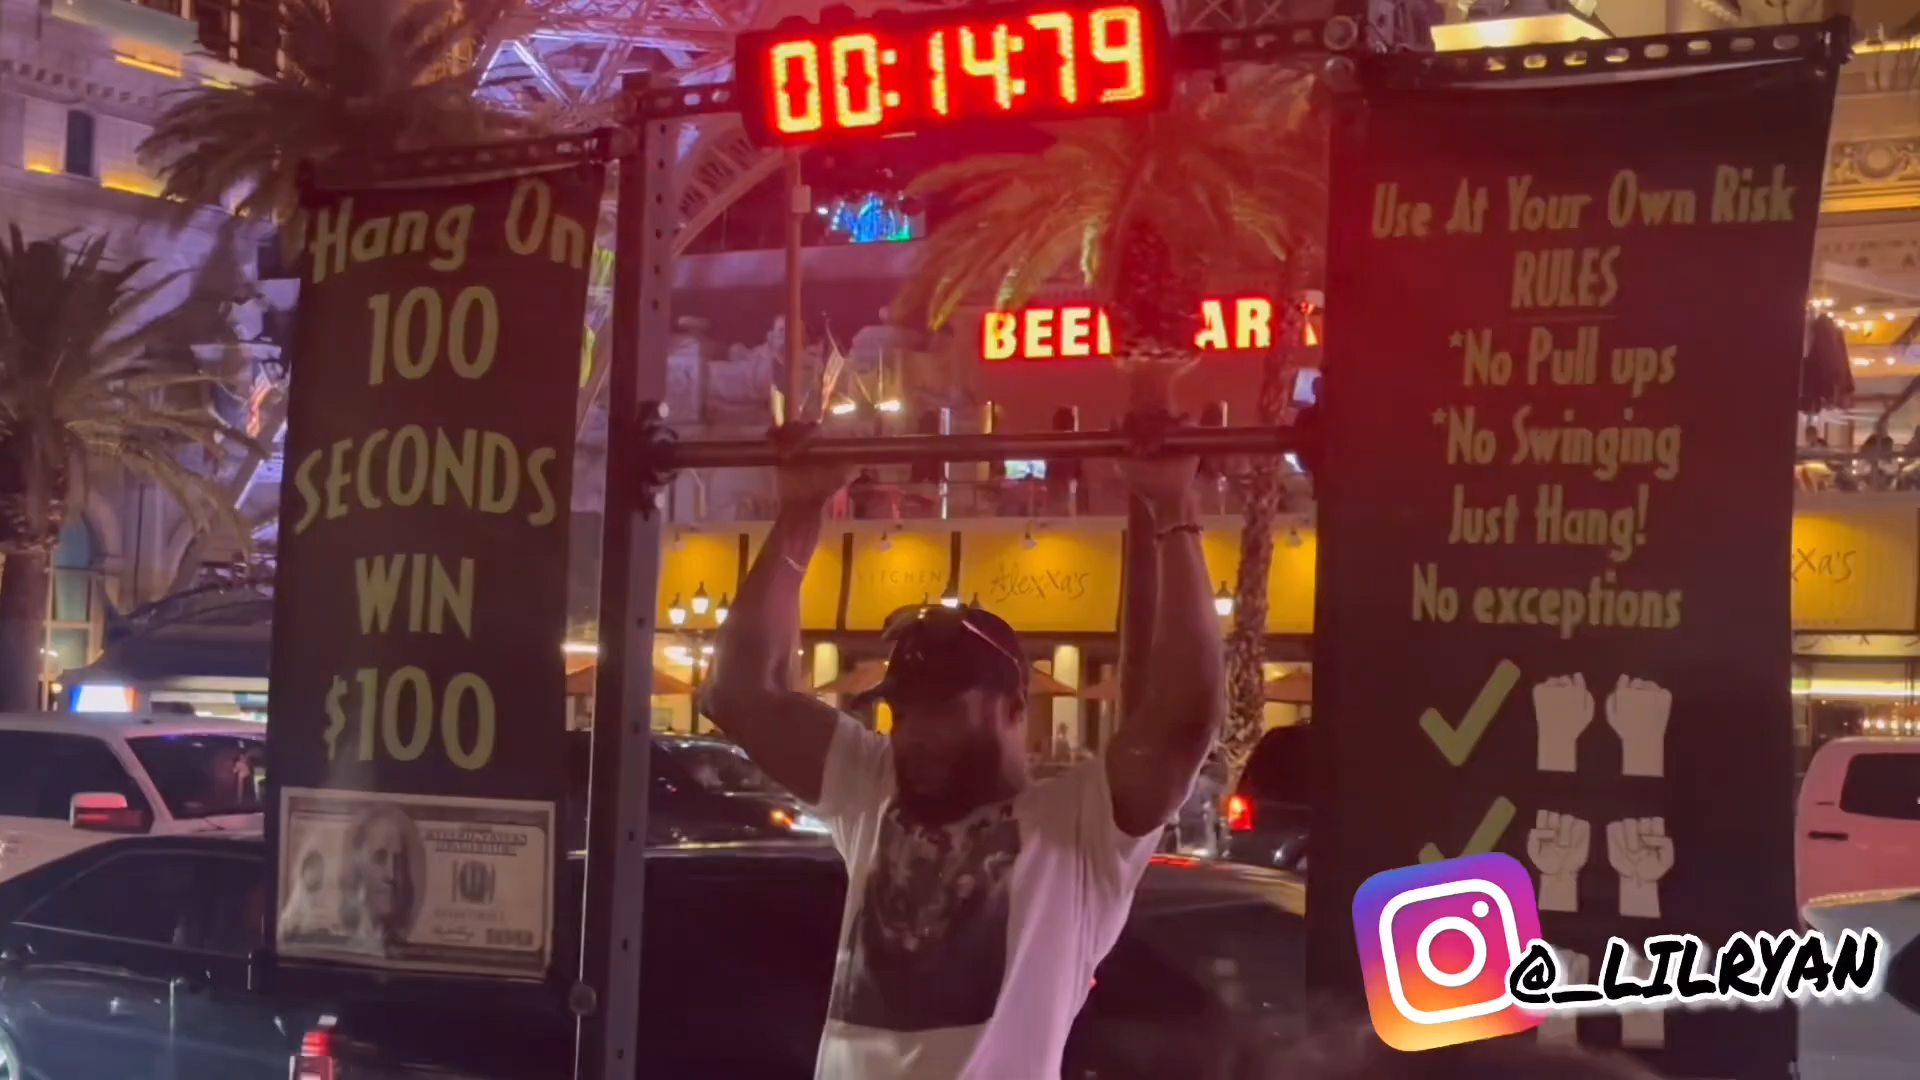 00:14:79
Hang On
100
SECONDS
WIN
$100
Use At Your Own Risk
RULES
*No Pull ups
*No Swinging
Just Hang!
No exceptions
BEE
AR
KITCHEN
Alexxa's
xa's
@_LILRYAN